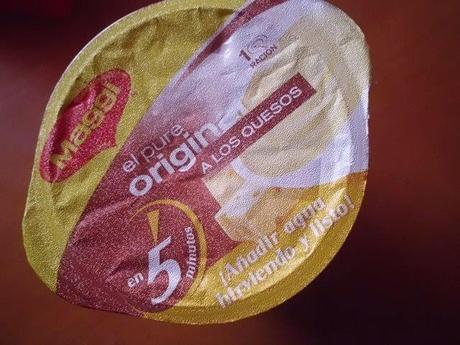 Maggi
1
RACIÓN
el puré
original
A LOS QUESOS
en 5 minutos
¡Añadir agua
hirviendo y listo!